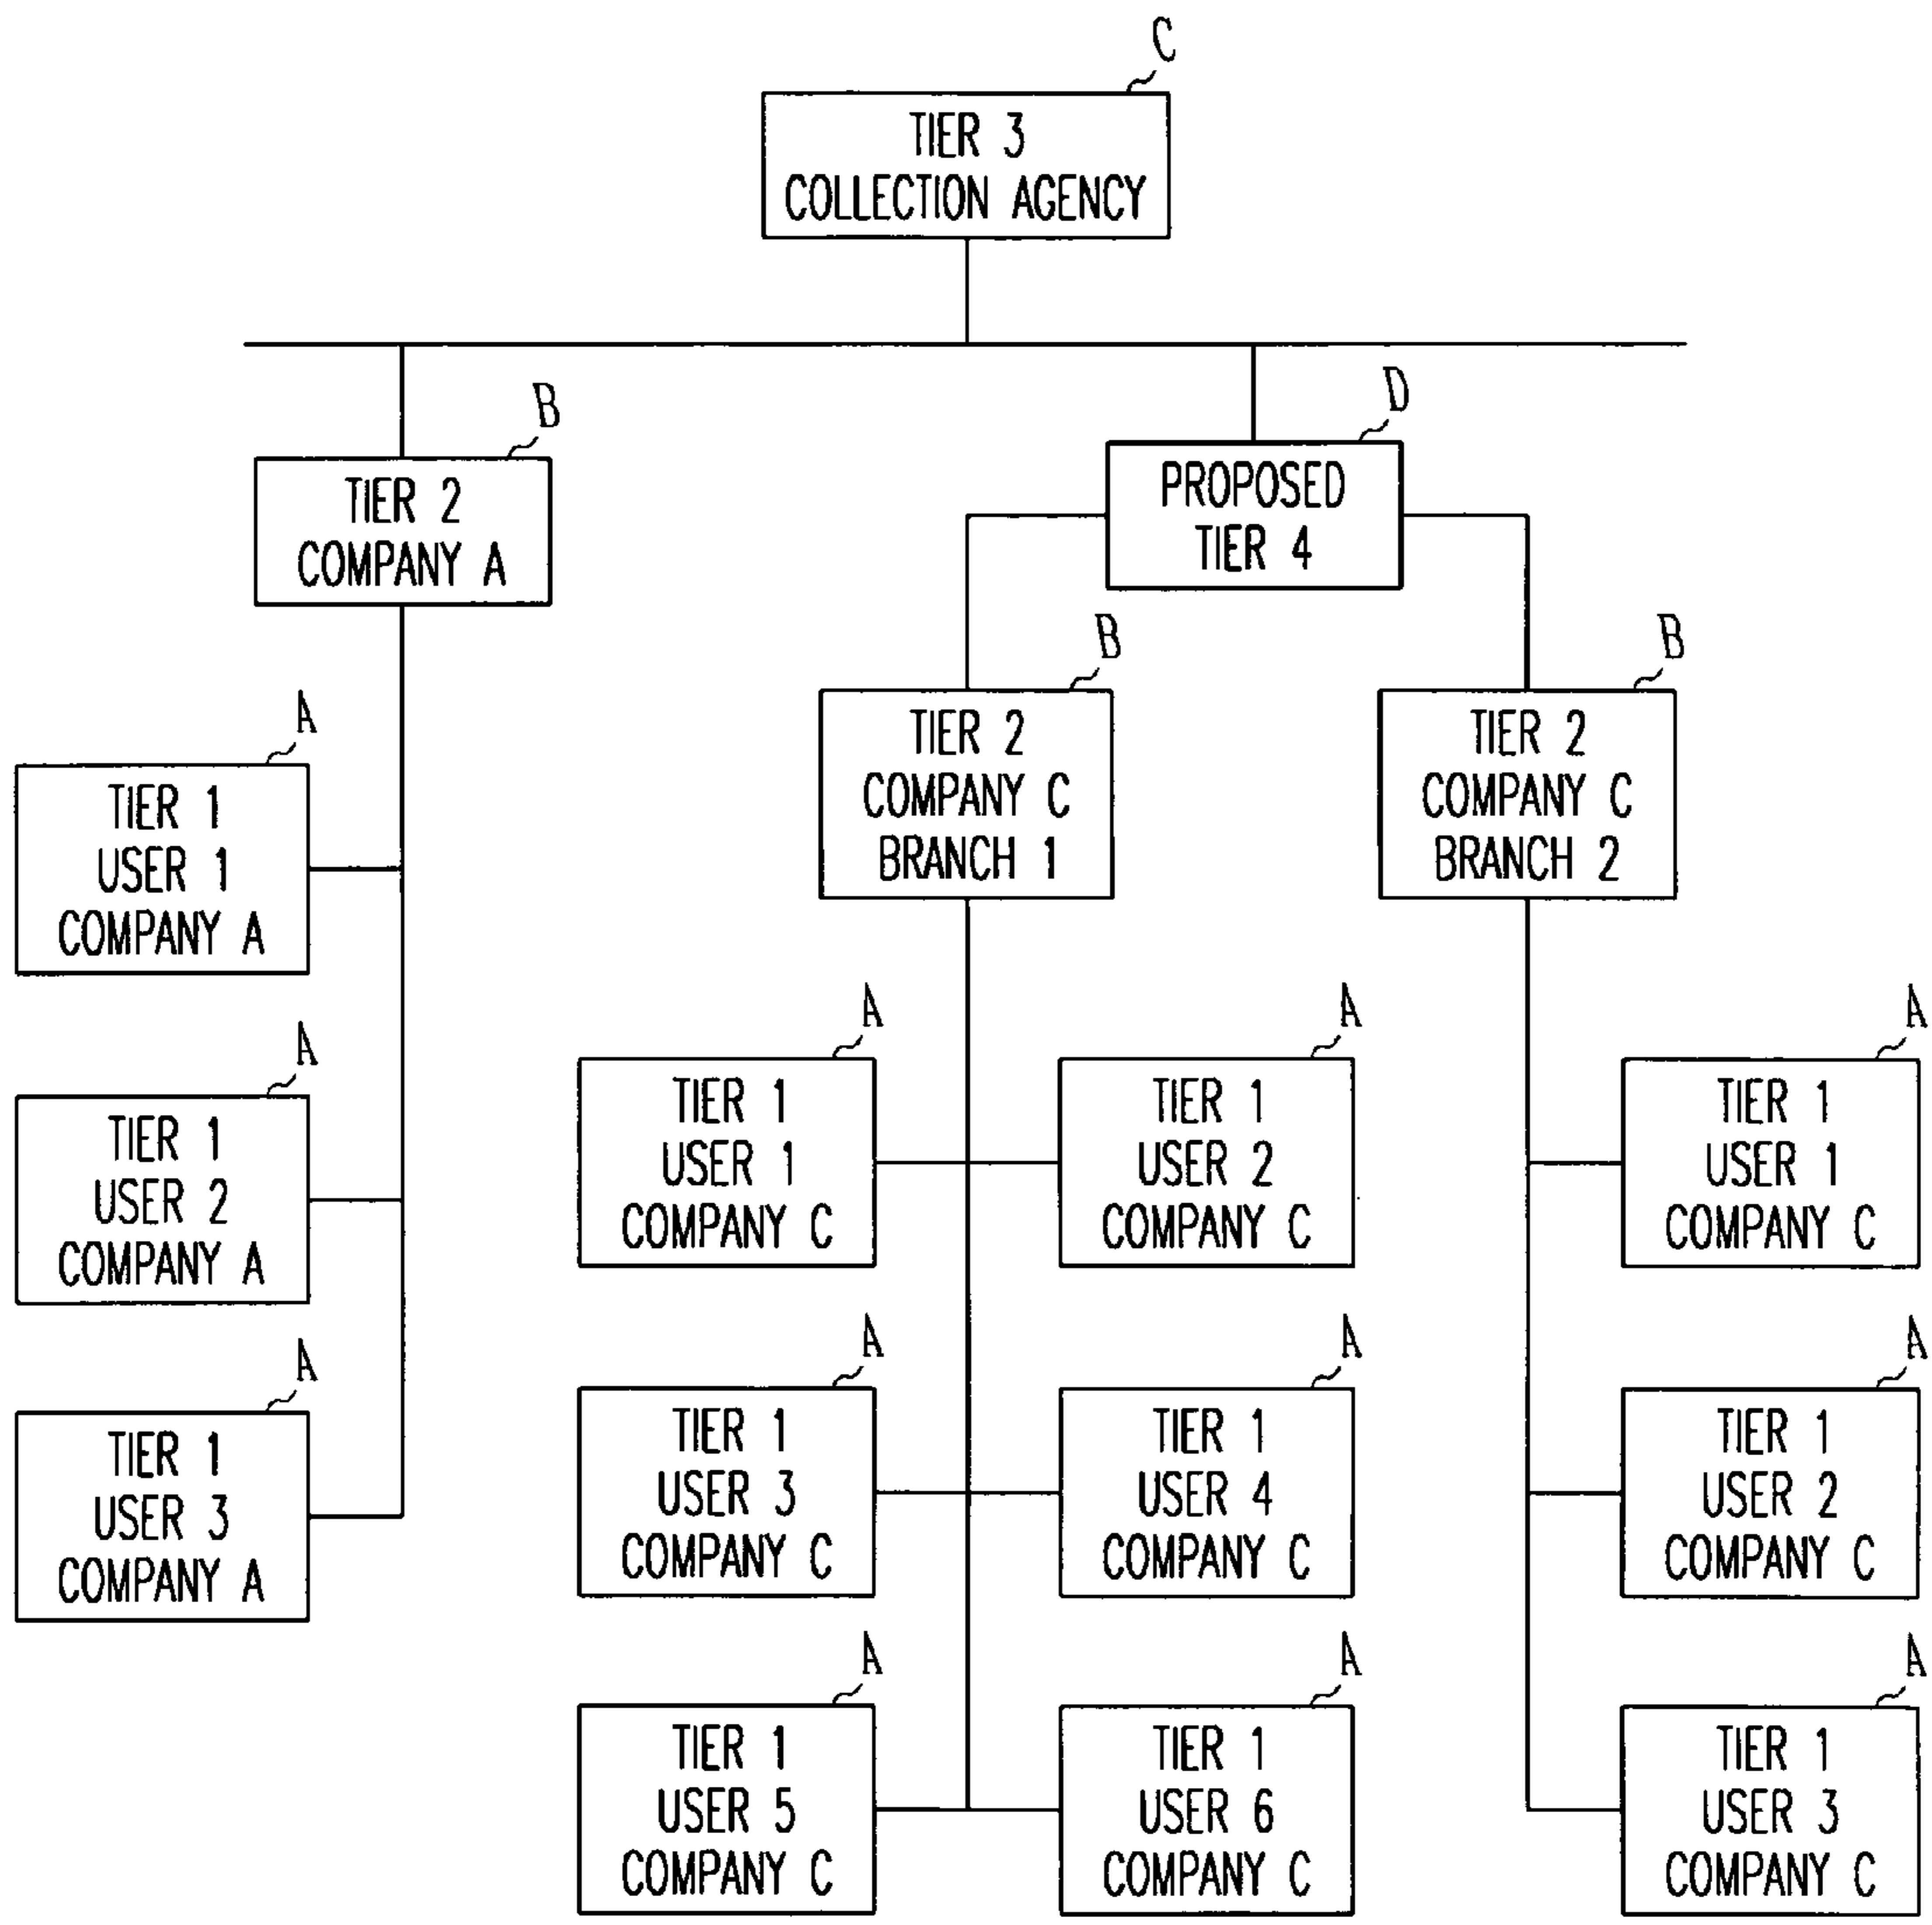 C
TIER 3
COLLECTION AGENCY
B
TIER 2
COMPANY A
D
PROPOSED
TIER 4
B
TIER 2
COMPANY C
BRANCH 1
B
TIER 2
COMPANY C
BRANCH 2
A
TIER 1
USER 1
COMPANY A
A
TIER 1
USER 2
COMPANY A
A
TIER 1
USER 3
COMPANY A
A
TIER 1
USER 1
COMPANY C
A
TIER 1
USER 2
COMPANY C
A
TIER 1
USER 3
COMPANY C
A
TIER 1
USER 4
COMPANY C
A
TIER 1
USER 5
COMPANY C
A
TIER 1
USER 6
COMPANY C
A
TIER 1
USER 1
COMPANY C
A
TIER 1
USER 2
COMPANY C
A
TIER 1
USER 3
COMPANY C